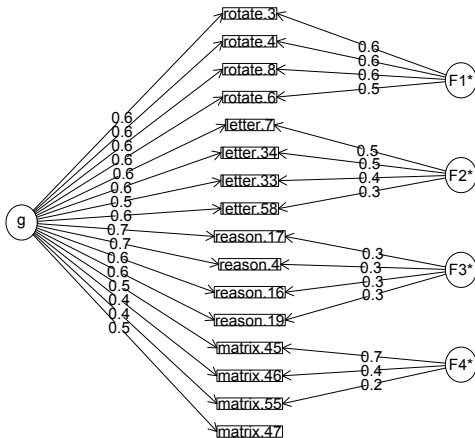 rotate.3
rotate.4
rotate.8
rotate.6
letter.7
letter.34
letter.33
letter.58
reason.17
reason.4
reason.16
reason.19
matrix.45
matrix.46
matrix.55
matrix.47
g
0.6
0.6
0.6
0.6
0.6
0.6
0.5
0.6
0.7
0.7
0.6
0.6
0.5
0.4
0.4
0.5
0.6
0.6
0.6
0.5
F1*
0.5
0.5
0.4
0.3
F2*
0.3
0.3
0.3
0.3
F3*
0.7
0.4
0.2
F4*